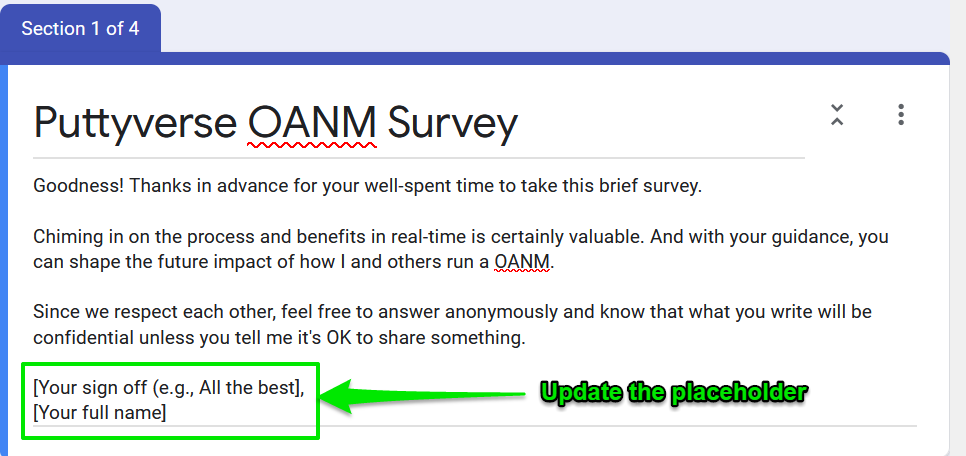 Section 1 of 4
Puttyverse OANM Survey
Goodness! Thanks in advance for your well-spent time to take this brief survey.
Chiming in on the process and benefits in real-time is certainly valuable. And with your guidance, you
can shape the future impact of how I and others run a OANM.
Since we respect each other, feel free to answer anonymously and know that what you write will be
confidential unless you tell me it's OK to share something.
[Your sign off (e.g., All the best],
[Your full name]
Update the placeholder